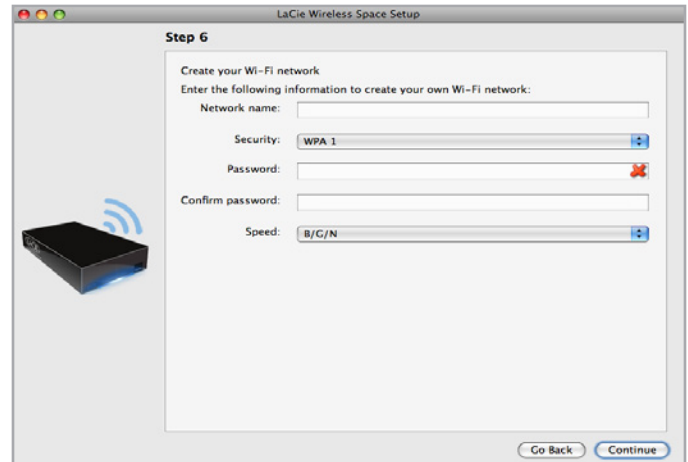 LaCie Wireless Space Setup
Step 6
Create your Wi-Fi network
Enter the following information to create your own Wi-Fi network:
Network name:
Security: WPA 1
Password:
Confirm password:
Speed: B/G/N
Go Back Continue